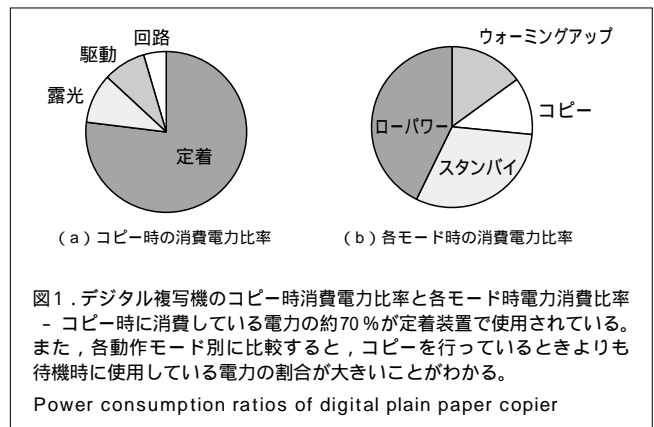 回路
駆動
露光
定着
ウォーミングアップ
コピー
スタンバイ
ローパワー
(a)コピー時の消費電力比率
(b)各モード時の消費電力比率
図1.デジタル複写機のコピー時消費電力比率と各モード時電力消費比率
- コピー時に消費している電力の約70%が定着装置で使用されている。
また,各動作モード別に比較すると,コピーを行っているときよりも
待機時に使用している電力の割合が大きいことがわかる。
Power consumption ratios of digital plain paper copier